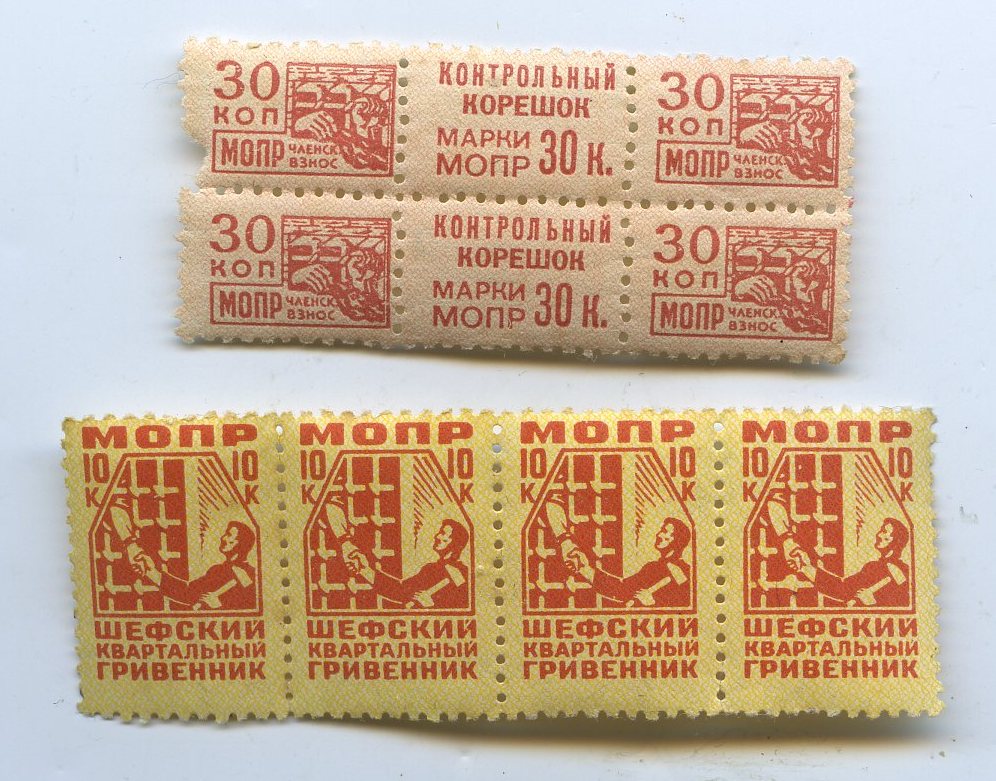 30 КОП
МОПР ЧЛЕНСК. ВЗНОС
КОНТРОЛЬНЫЙ
КОРЕШОК
МАРКИ
МОПР 30 К.
30 КОП
МОПР ЧЛЕНСК. ВЗНОС
30 КОП
МОПР ЧЛЕНСК. ВЗНОС
КОНТРОЛЬНЫЙ
КОРЕШОК
МАРКИ
МОПР 30 К.
30 КОП
МОПР ЧЛЕНСК. ВЗНОС
МОПР
10 К 10 К
ШЕФСКИЙ
КВАРТАЛЬНЫЙ
ГРИВЕННИК
МОПР
10 К 10 К
ШЕФСКИЙ
КВАРТАЛЬНЫЙ
ГРИВЕННИК
МОПР
10 К 10 К
ШЕФСКИЙ
КВАРТАЛЬНЫЙ
ГРИВЕННИК
МОПР
10 К 10 К
ШЕФСКИЙ
КВАРТАЛЬНЫЙ
ГРИВЕННИК